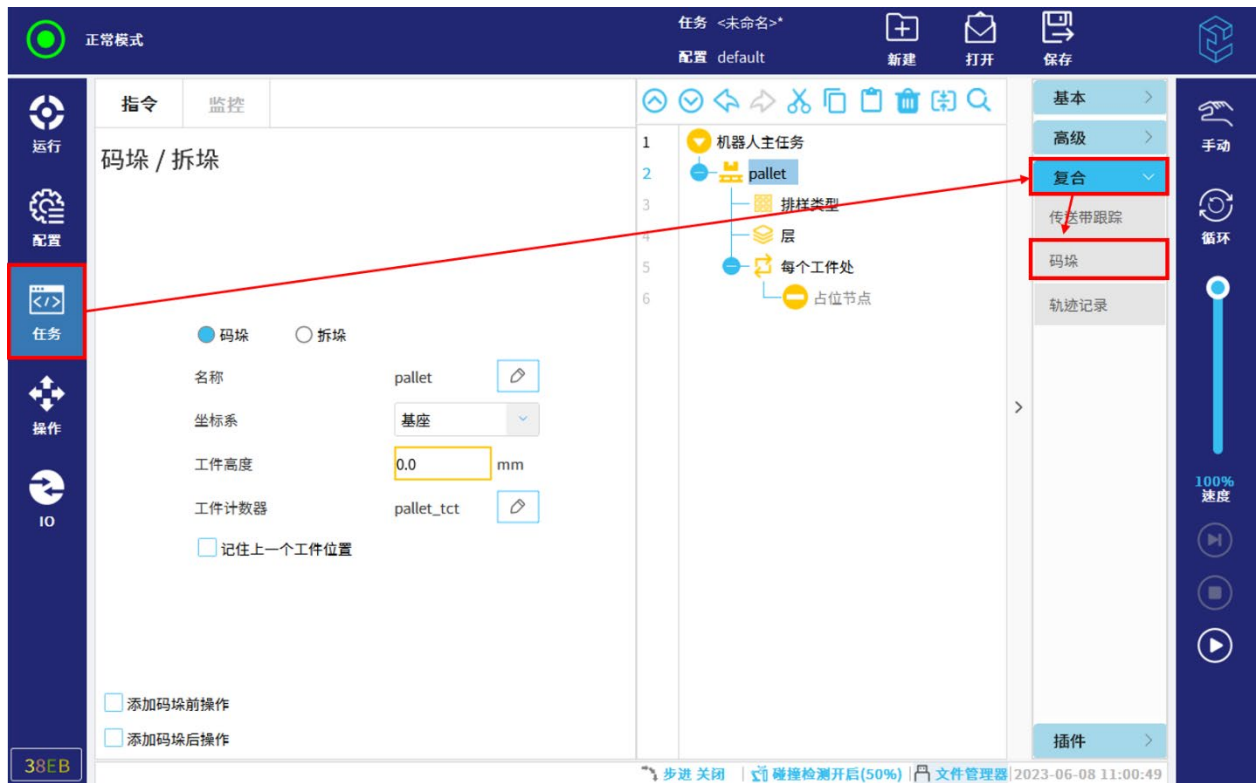 正常模式
任务 <未命名>*
配置 default
新建
打开
保存
运行
配置
任务
操作
IO
38EB
指令
监控
码垛 / 拆垛
码垛
拆垛
名称
pallet
坐标系
基座
工件高度
0.0
mm
工件计数器
pallet_tct
记住上一个工件位置
添加码垛前操作
添加码垛后操作
1 机器人主任务
2 pallet
3 排样类型
4 层
5 每个工件处
6 占位节点
基本
高级
复合
传送带跟踪
码垛
轨迹记录
插件
手动
循环
100%
速度
步进 关闭
碰撞检测开启(50%)
文件管理器
2023-06-08 11:00:49